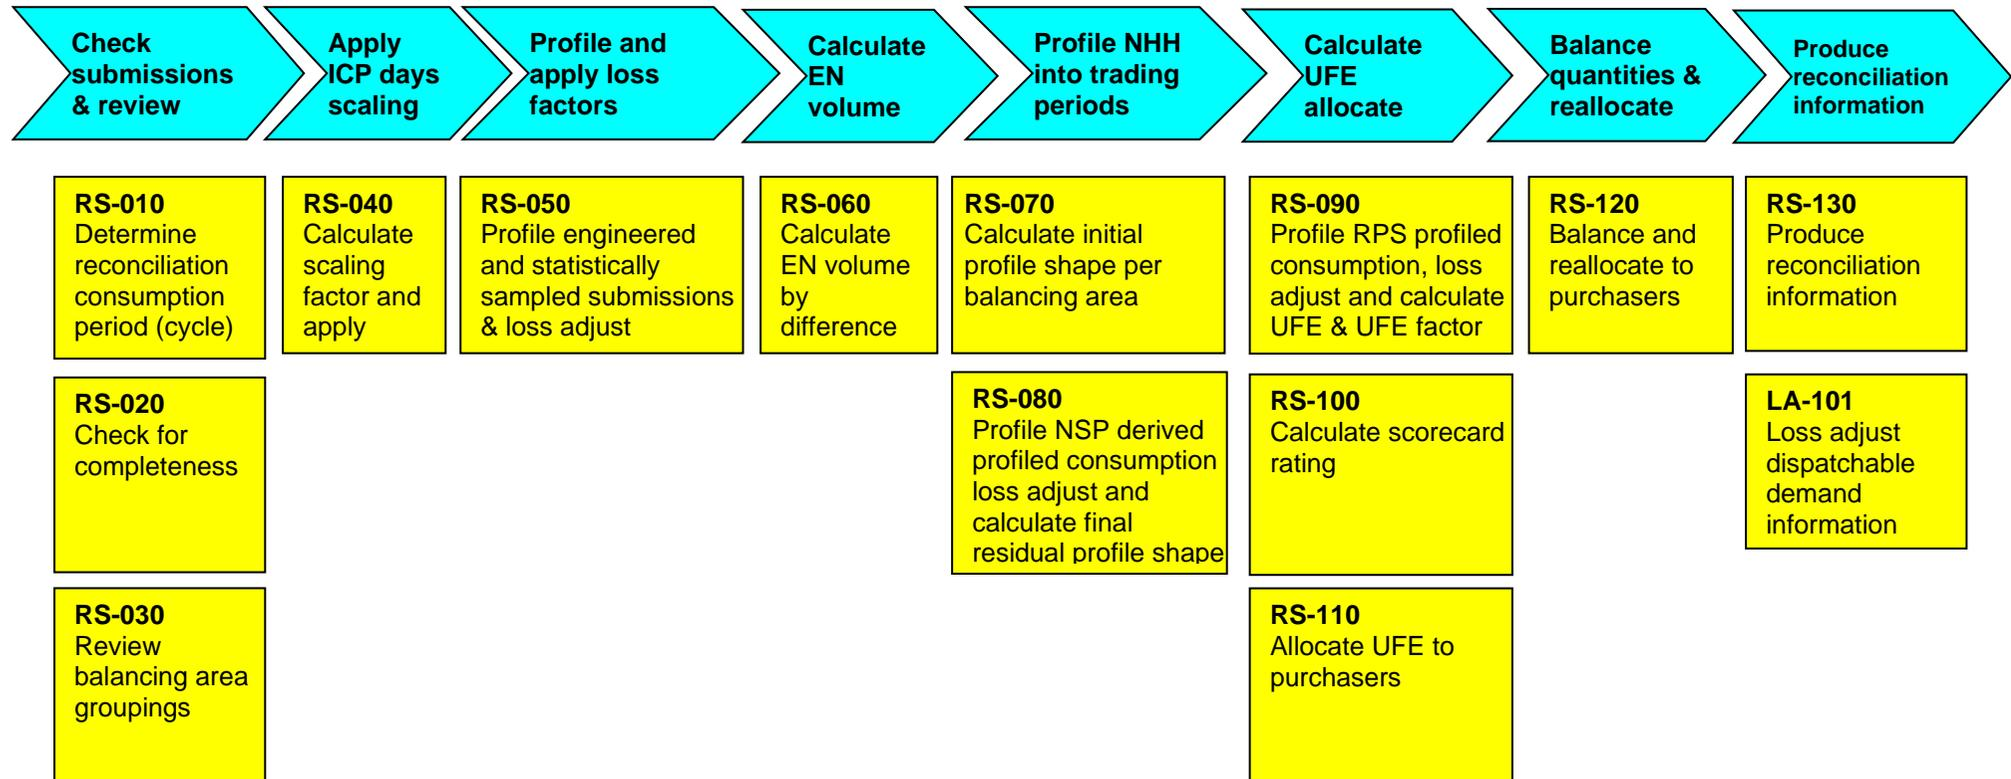 Check
submissions
& review
Apply
ICP days
scaling
Profile and
apply loss
factors
Calculate
EN
volume
Profile NHH
into trading
periods
Calculate
UFE
allocate
Balance
quantities &
reallocate
Produce
reconciliation
information
RS-010
Determine
reconciliation
consumption
period (cycle)
RS-040
Calculate
scaling
factor and
apply
RS-050
Profile engineered
and statistically
sampled submissions
& loss adjust
RS-060
Calculate
EN volume
by
difference
RS-070
Calculate initial
profile shape per
balancing area
RS-090
Profile RPS profiled
consumption, loss
adjust and calculate
UFE & UFE factor
RS-120
Balance and
reallocate to
purchasers
RS-130
Produce
reconciliation
information
RS-020
Check for
completeness
RS-080
Profile NSP derived
profiled consumption
loss adjust and
calculate final
residual profile shape
RS-100
Calculate scorecard
rating
LA-101
Loss adjust
dispatchable
demand
information
RS-030
Review
balancing area
groupings
RS-110
Allocate UFE to
purchasers